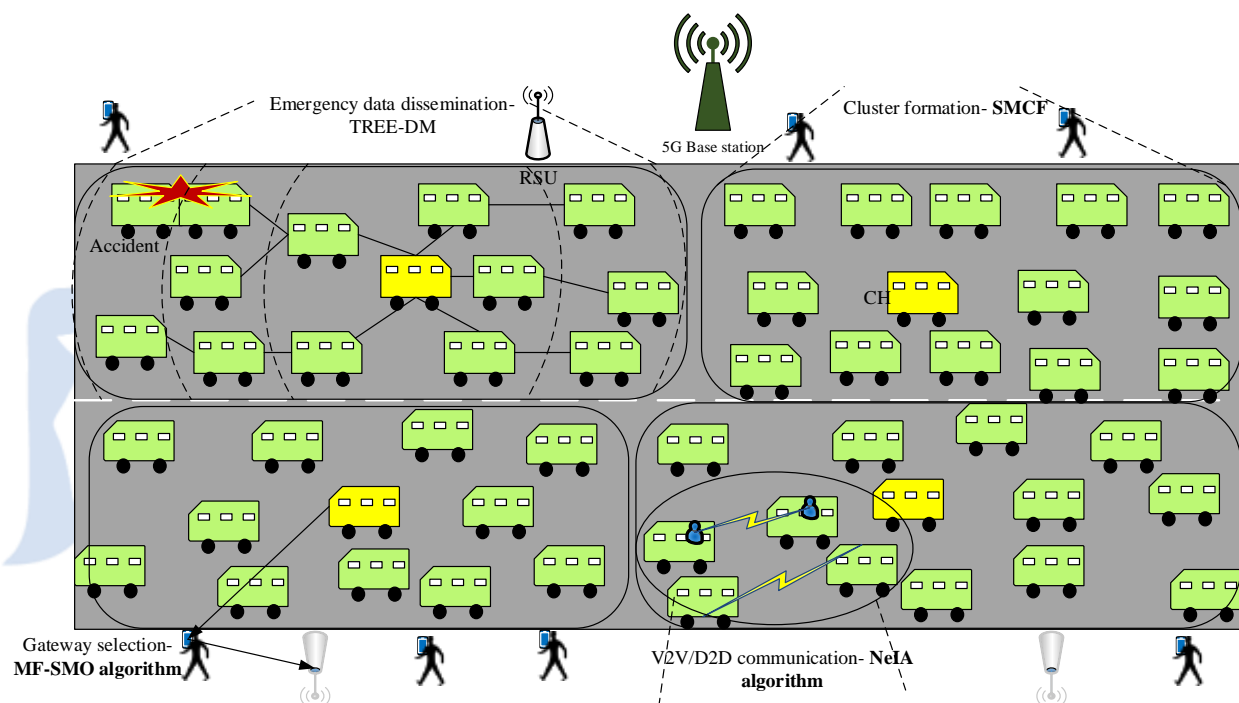 Emergency data dissemination-
TREE-DM
5G Base station
Cluster formation- SMCF
RSU
Accident
CH
Gateway selection-
MF-SMO algorithm
V2V/D2D communication- NeIA
algorithm